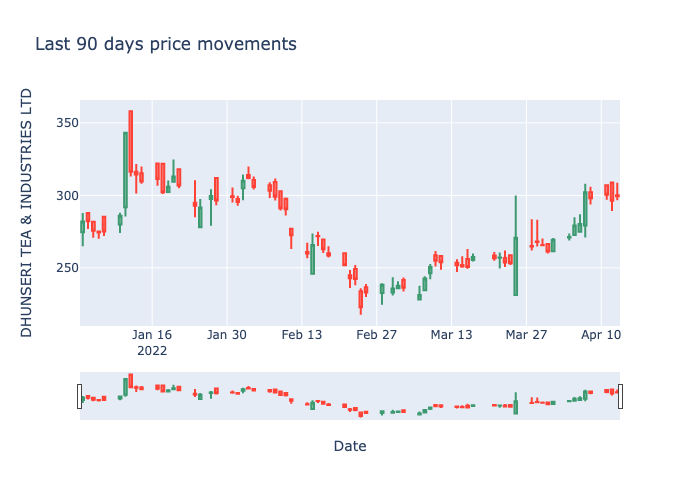 Last 90 days price movements
DHUNSERI TEA & INDUSTRIES LTD
350
300
250
Jan 16
2022
Jan 30
Feb 13
Feb 27
Mar 13
Mar 27
Apr 10
Date